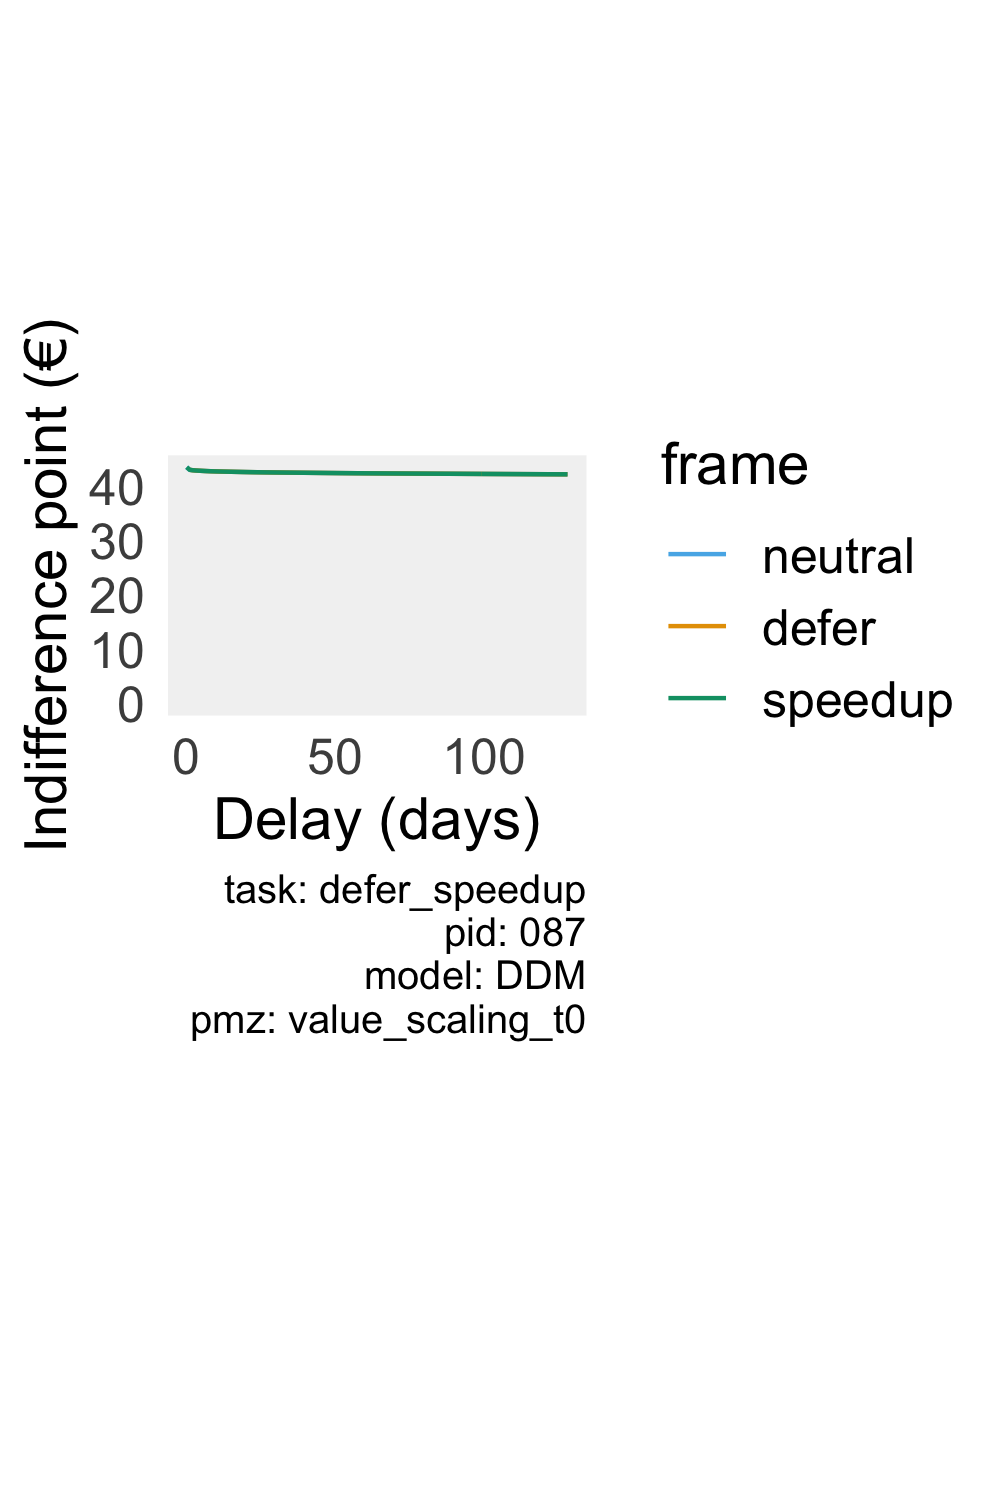 Indifference point (€)
40
30
20
10
0
0 50 100
Delay (days)
frame
neutral
defer
speedup
task: defer_speedup
pid: 087
model: DDM
pmz: value_scaling_t0